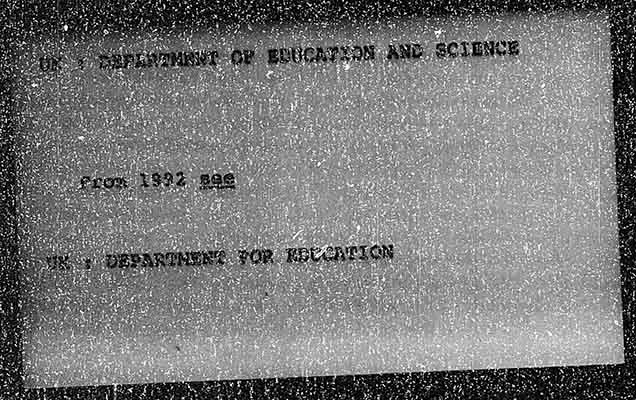 UK : DEPARTMENT OF EDUCATION AND SCIENCE
From 1992 see
UK : DEPARTMENT FOR EDUCATION